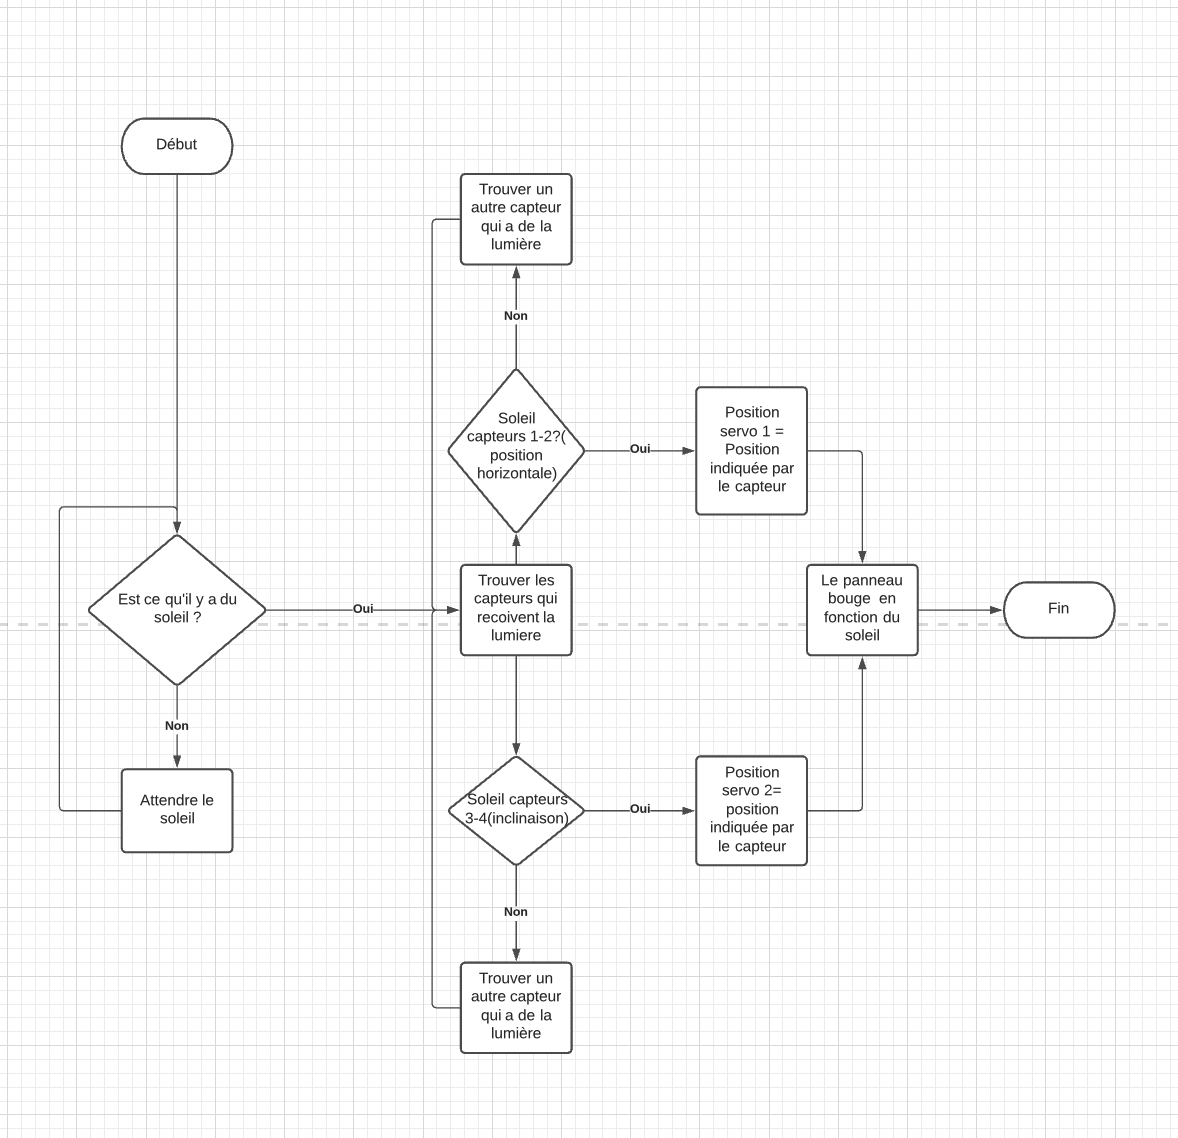 Début
Trouver un
autre capteur
qui a de la
lumière
Non
Soleil
capteurs 1-2?(
position
horizontale)
Oui
Position
servo 1 =
Position
indiquée par
le capteur
Est ce qu'il y a du
soleil ?
Oui
Trouver les
capteurs qui
recoivent la
lumiere
Le panneau
bouge en
fonction du
soleil
Fin
Non
Attendre le
soleil
Soleil capteurs
3-4(inclinaison)
Oui
Position
servo 2=
position
indiquée par
le capteur
Non
Trouver un
autre capteur
qui a de la
lumière